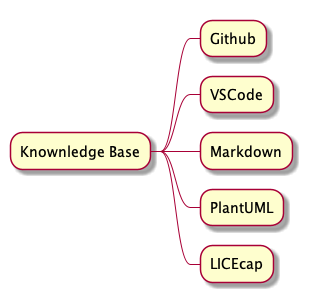 Knownledge Base
Github
VSCode
Markdown
PlantUML
LICEcap